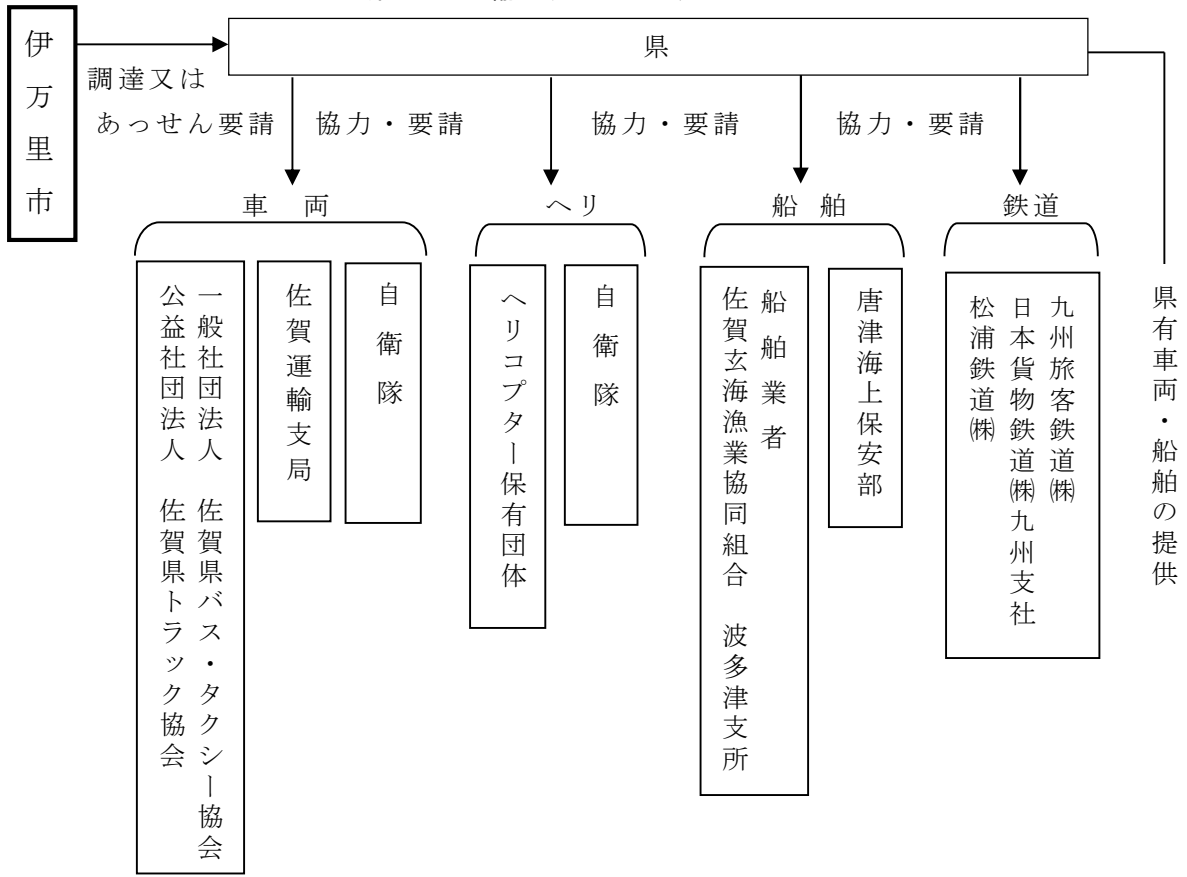 伊万里市
県
調達又は
あっせん要請
協力・要請
協力・要請
協力・要請
車両
ヘリ
船舶
鉄道
一般社団法人 佐賀県バス・タクシー協会
公益社団法人 佐賀県トラック協会
佐賀運輸支局
自衛隊
ヘリコプター保有団体
自衛隊
船舶業者
佐賀玄海漁業協同組合 波多津支所
唐津海上保安部
九州旅客鉄道㈱
日本貨物鉄道㈱九州支社
松浦鉄道㈱
県有車両・船舶の提供